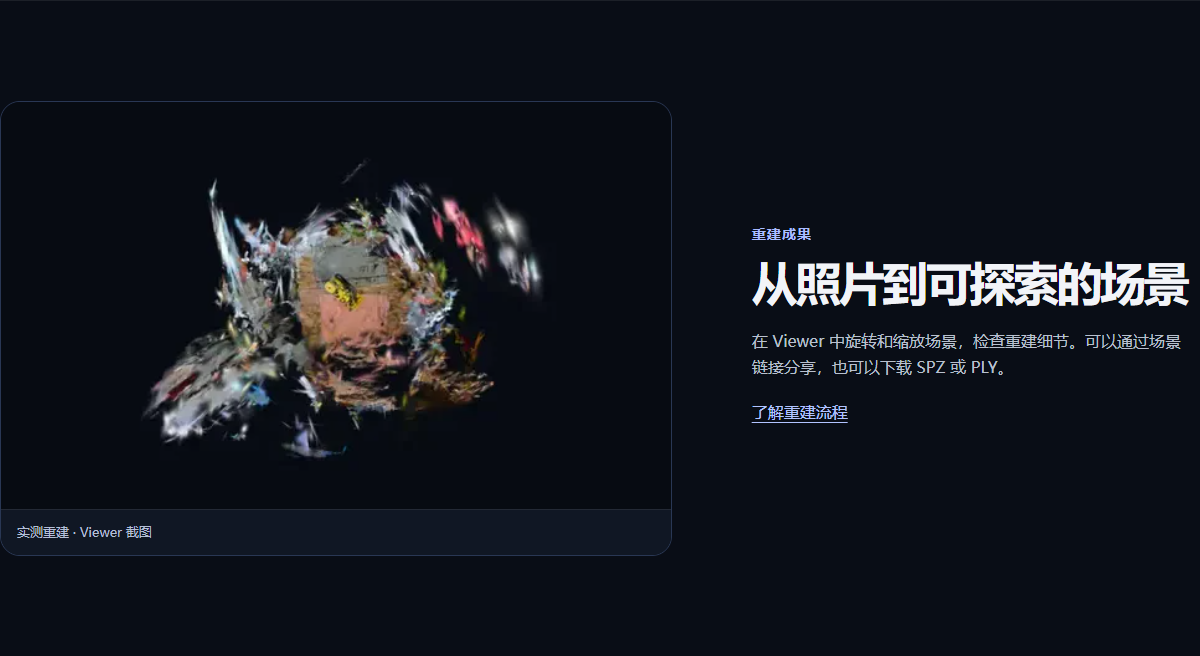 重建成果
从照片到可探索的场景
在 Viewer 中旋转和缩放场景，检查重建细节。可以通过场景
链接分享，也可以下载 SPZ 或 PLY。
了解重建流程
实测重建 · Viewer 截图